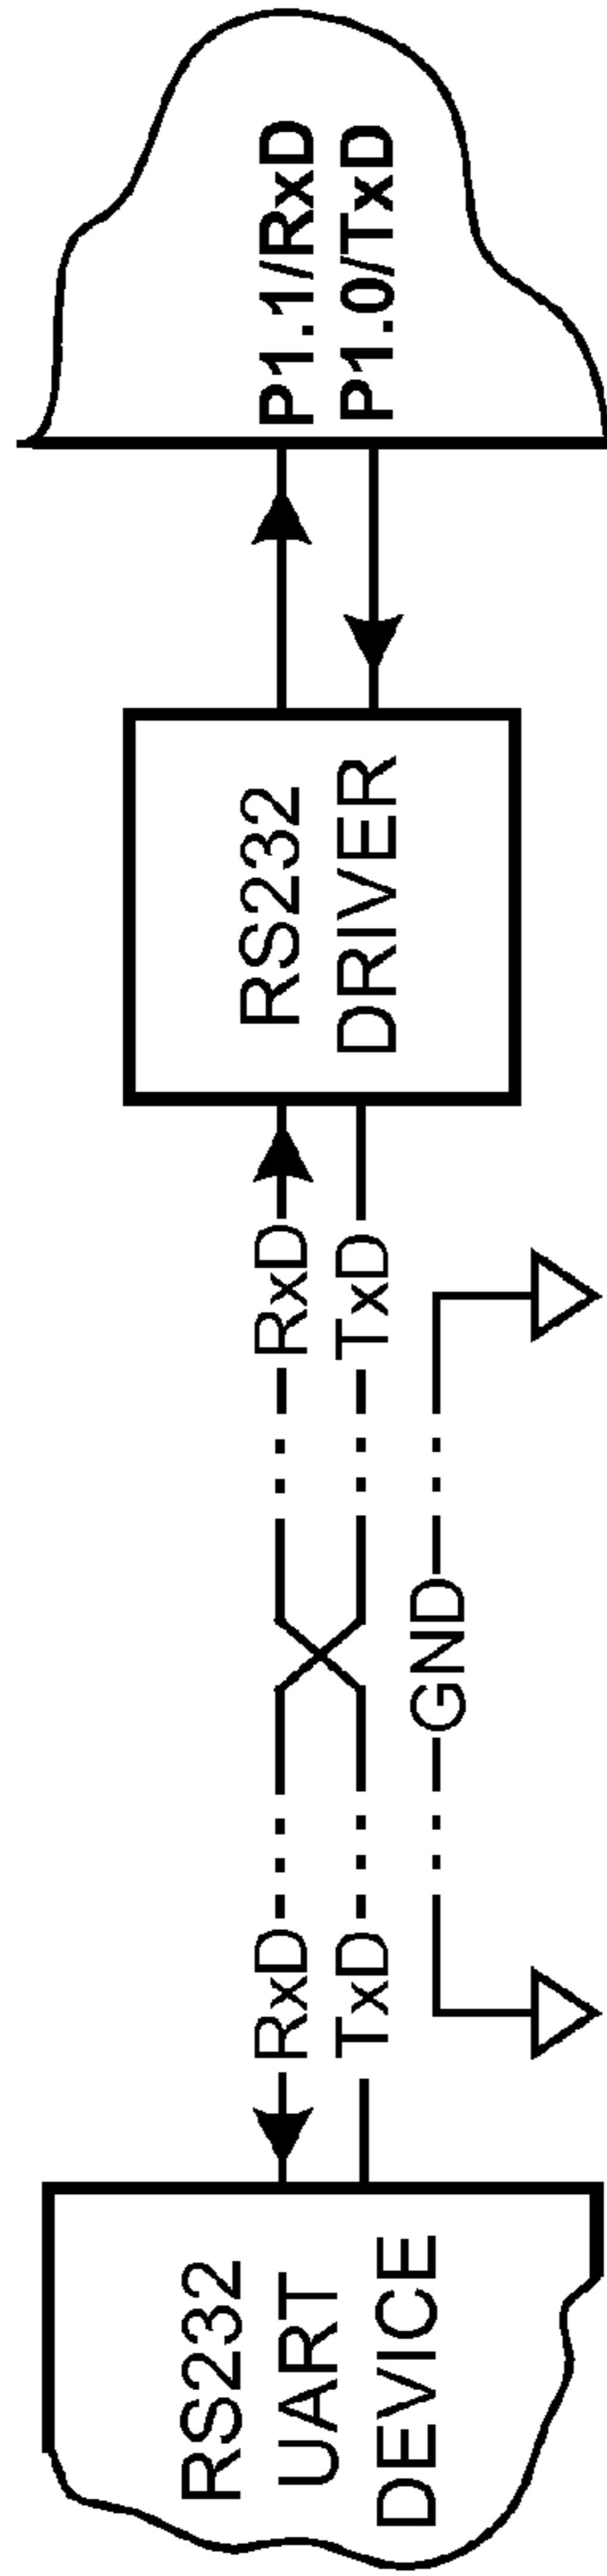 RS232
UART
DEVICE
RxD
TxD
GND
RxD
TxD
RS232
DRIVER
P1.1/RxD
P1.0/TxD